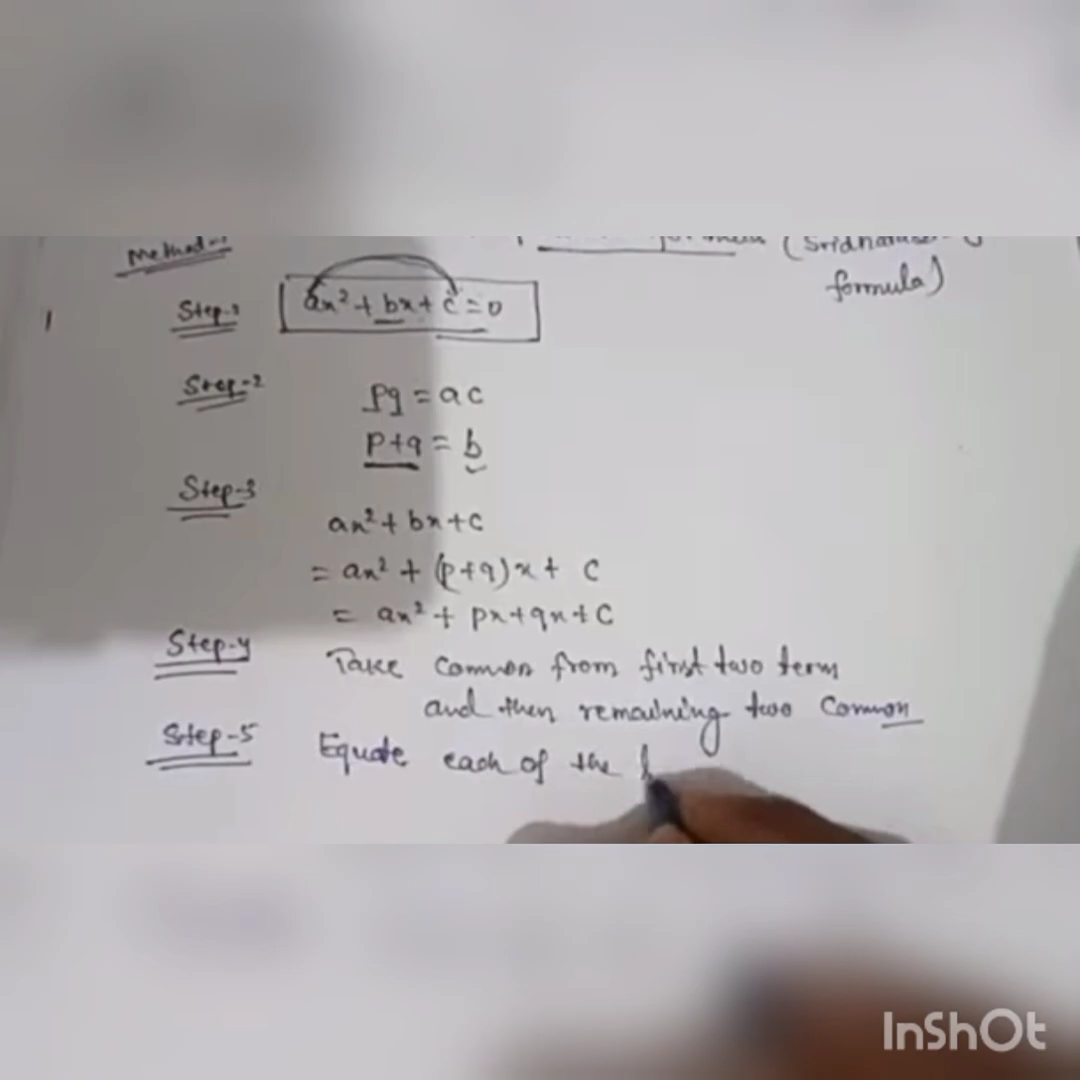 Method-1
(Sridhar
formula)
Step-1 ax² + bx + c = 0
Step-2 pq = ac
p+q = b
Step-3
ax² + bx + c
= ax² + (p+q)x + c
= ax² + px + qx + c
Step-4 Take common from first two term
and then remaining two common
Step-5 Equate each of the
InShOt